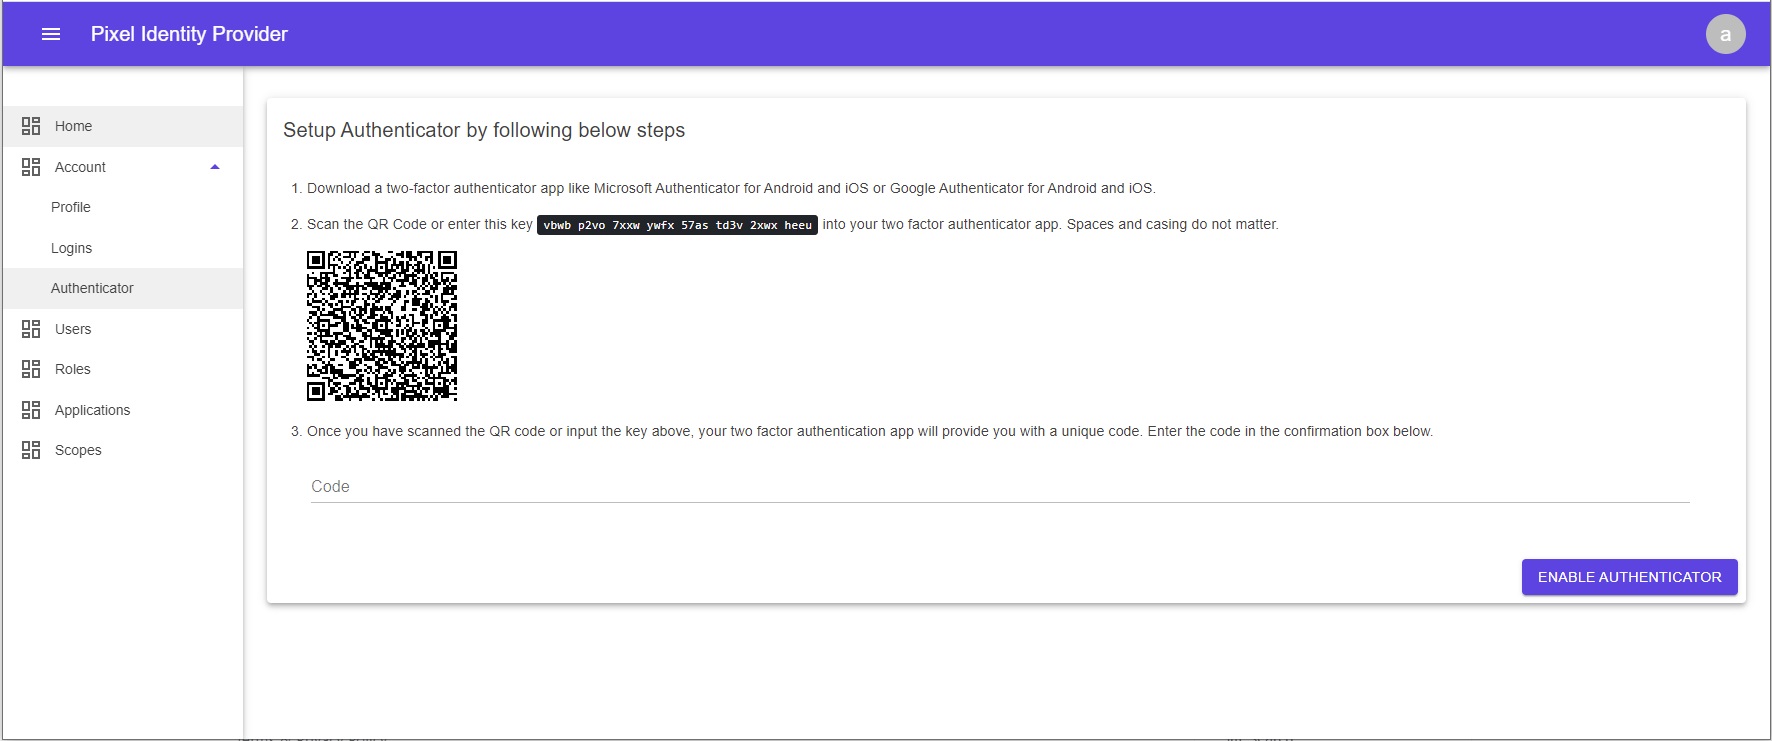 Pixel Identity Provider
a
Home
Account
Profile
Logins
Authenticator
Users
Roles
Applications
Scopes
Setup Authenticator by following below steps
1. Download a two-factor authenticator app like Microsoft Authenticator for Android and iOS or Google Authenticator for Android and iOS.
2. Scan the QR Code or enter this key vbwb p2vo 7xxw ywfx 57as td3v 2xwx heeu into your two factor authenticator app. Spaces and casing do not matter.
3. Once you have scanned the QR code or input the key above, your two factor authentication app will provide you with a unique code. Enter the code in the confirmation box below.
Code
ENABLE AUTHENTICATOR